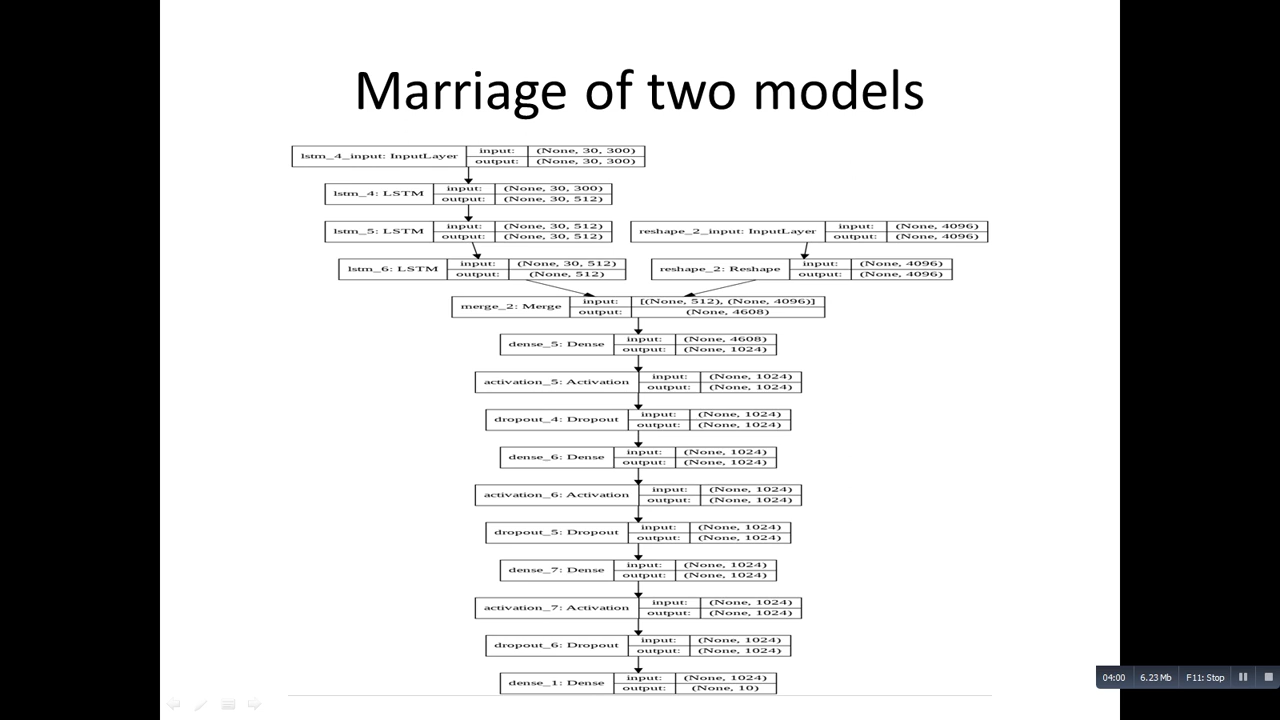 Marriage of two models
lstm_4_input: InputLayer input: (None, 30, 300)
output: (None, 30, 300)
lstm_4: LSTM input: (None, 30, 300)
output: (None, 30, 512)
lstm_5: LSTM input: (None, 30, 512)
output: (None, 30, 512)
reshape_2_input: InputLayer input: (None, 4096)
output: (None, 4096)
lstm_6: LSTM input: (None, 30, 512)
output: (None, 512)
reshape_2: Reshape input: (None, 4096)
output: (None, 4096)
merge_2: Merge input: [(None, 512), (None, 4096)]
output: (None, 4608)
dense_5: Dense input: (None, 4608)
output: (None, 1024)
activation_5: Activation input: (None, 1024)
output: (None, 1024)
dropout_4: Dropout input: (None, 1024)
output: (None, 1024)
dense_6: Dense input: (None, 1024)
output: (None, 1024)
activation_6: Activation input: (None, 1024)
output: (None, 1024)
dropout_5: Dropout input: (None, 1024)
output: (None, 1024)
dense_7: Dense input: (None, 1024)
output: (None, 1024)
activation_7: Activation input: (None, 1024)
output: (None, 1024)
dropout_6: Dropout input: (None, 1024)
output: (None, 1024)
dense_1: Dense input: (None, 1024)
output: (None, 10)
04:00 6.23 Mb F11: Stop